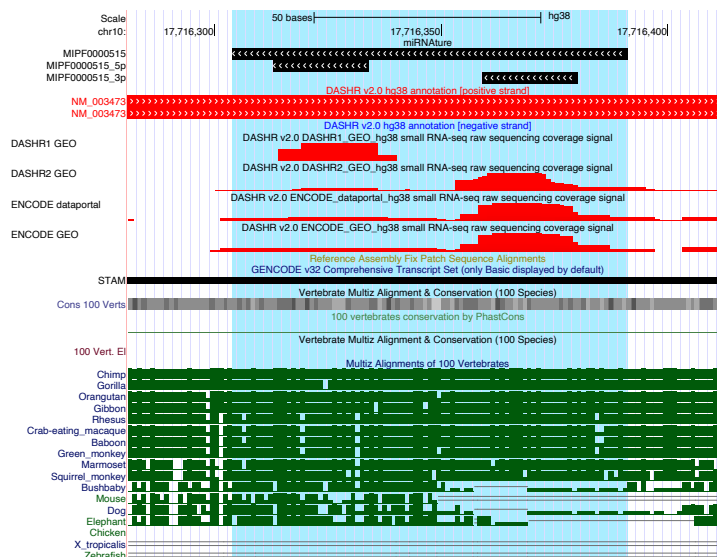 Scale 50 bases hg38
chr10: 17,716,300 17,716,350 17,716,400
miRNAture
MIPF0000515
MIPF0000515_5p
MIPF0000515_3p
DASHR v2.0 hg38 annotation [positive strand]
NM_003473
NM_003473
DASHR v2.0 hg38 annotation [negative strand]
DASHR v2.0 DASHR1_GEO_hg38 small RNA-seq raw sequencing coverage signal
DASHR1 GEO
DASHR v2.0 DASHR2_GEO_hg38 small RNA-seq raw sequencing coverage signal
DASHR2 GEO
DASHR v2.0 ENCODE_dataportal_hg38 small RNA-seq raw sequencing coverage signal
ENCODE dataportal
DASHR v2.0 ENCODE_GEO_hg38 small RNA-seq raw sequencing coverage signal
ENCODE GEO
Reference Assembly Fix Patch Sequence Alignments
GENCODE v32 Comprehensive Transcript Set (only Basic displayed by default)
STAM
Vertebrate Multiz Alignment & Conservation (100 Species)
Cons 100 Verts
100 vertebrates conservation by PhastCons
Vertebrate Multiz Alignment & Conservation (100 Species)
100 Vert. El
Multiz Alignments of 100 Vertebrates
Chimp
Gorilla
Orangutan
Gibbon
Rhesus
Crab-eating_macaque
Baboon
Green_monkey
Marmoset
Squirrel_monkey
Bushbaby
Mouse
Dog
Elephant
Chicken
X_tropicalis
Zebrafish